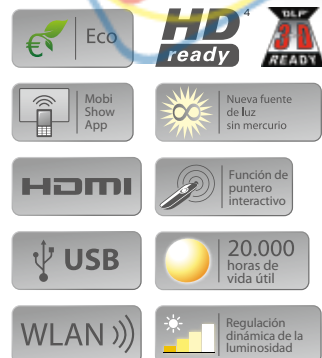 Eco
HD
4
ready
DLP
3D
READY
Mobi
Show
App
Nueva fuente
de luz
sin mercurio
HDMI
Función de
puntero
interactivo
USB
20.000
horas de
vida útil
WLAN
Regulación
dinámica de la
luminosidad